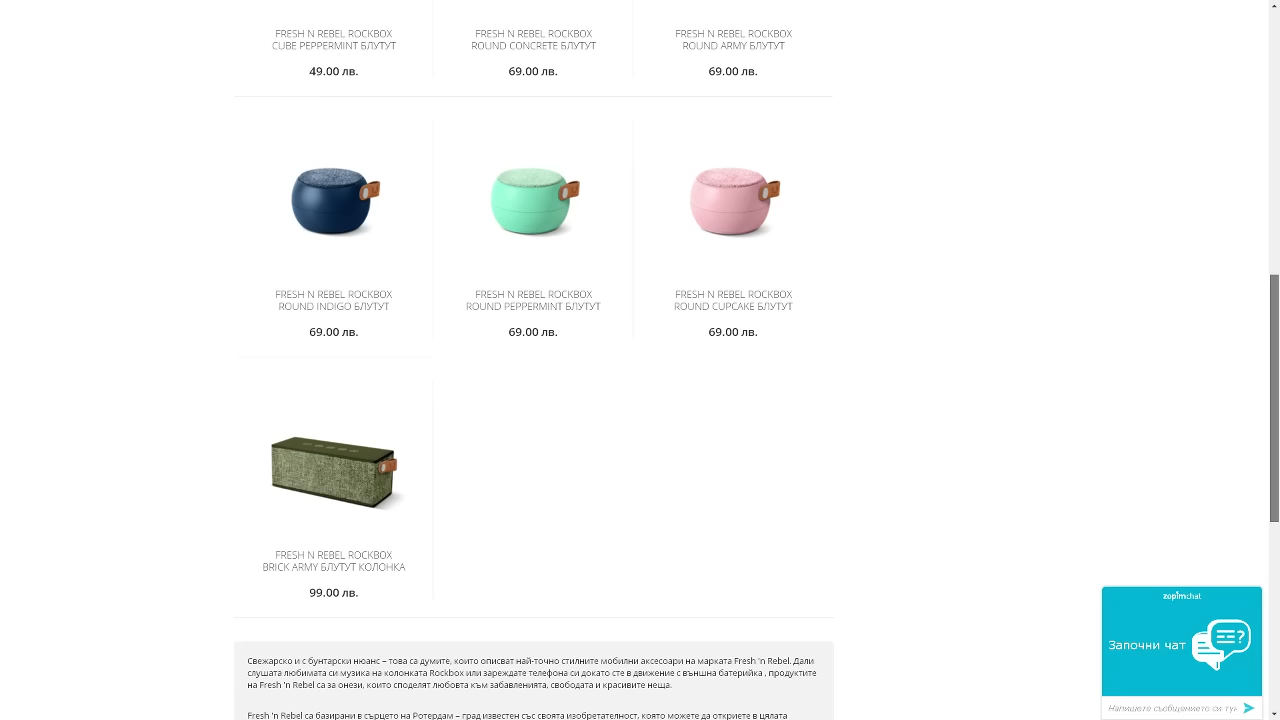 FRESH N REBEL ROCKBOX
CUBE PEPPERMINT БЛУТУТ
49.00 лв.
FRESH N REBEL ROCKBOX
ROUND CONCRETE БЛУТУТ
69.00 лв.
FRESH N REBEL ROCKBOX
ROUND ARMY БЛУТУТ
69.00 лв.
FRESH N REBEL ROCKBOX
ROUND INDIGO БЛУТУТ
69.00 лв.
FRESH N REBEL ROCKBOX
ROUND PEPPERMINT БЛУТУТ
69.00 лв.
FRESH N REBEL ROCKBOX
ROUND CUPCAKE БЛУТУТ
69.00 лв.
FRESH N REBEL ROCKBOX
BRICK ARMY БЛУТУТ КОЛОНКА
99.00 лв.
Свежарско и с бунтарски нюанс – това са думите, които описват най-точно стилните мобилни аксесоари на марката Fresh 'n Rebel. Дали
слушата любимата си музика на колонката Rockbox или зареждате телефона си докато сте в движение с външна батерийка , продуктите
на Fresh 'n Rebel са за онези, които споделят любовта към забавленията, свободата и красивите неща.
Fresh 'n Rebel са базирани в сърцето на Ротердам – град известен със своята изобретателност, която можете да откриете в цялата
zopim chat
Започни чат
Напишете съобщението си ту